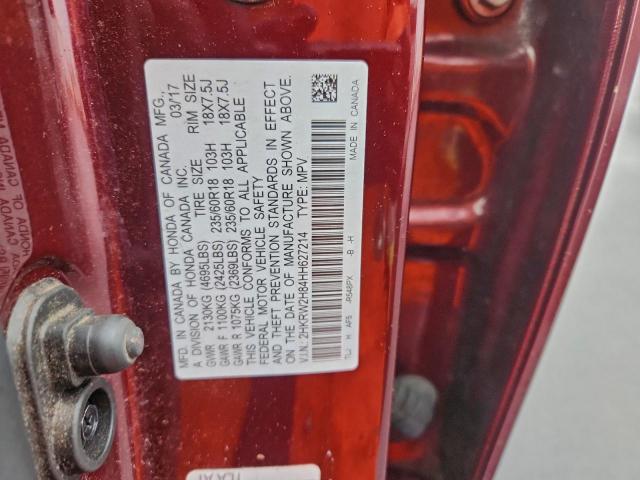 MFD. IN CANADA BY HONDA OF CANADA MFG.,
A DIVISION OF HONDA CANADA INC. 03/17
TIRE SIZE RIM SIZE
GVWR 2130KG (4695LBS)
GAWR F 1100KG (2425LBS) 235/60R18 103H 18X7.5J
GAWR R 1075KG (2369LBS) 235/60R18 103H 18X7.5J
THIS VEHICLE CONFORMS TO ALL APPLICABLE
FEDERAL MOTOR VEHICLE SAFETY
AND THEFT PREVENTION STANDARDS IN EFFECT
ON THE DATE OF MANUFACTURE SHOWN ABOVE.
V.I.N.: 2HKRW2H84HH627214 TYPE: MPV
TLJ H AF5 R548PX -B -H
MADE IN CANADA